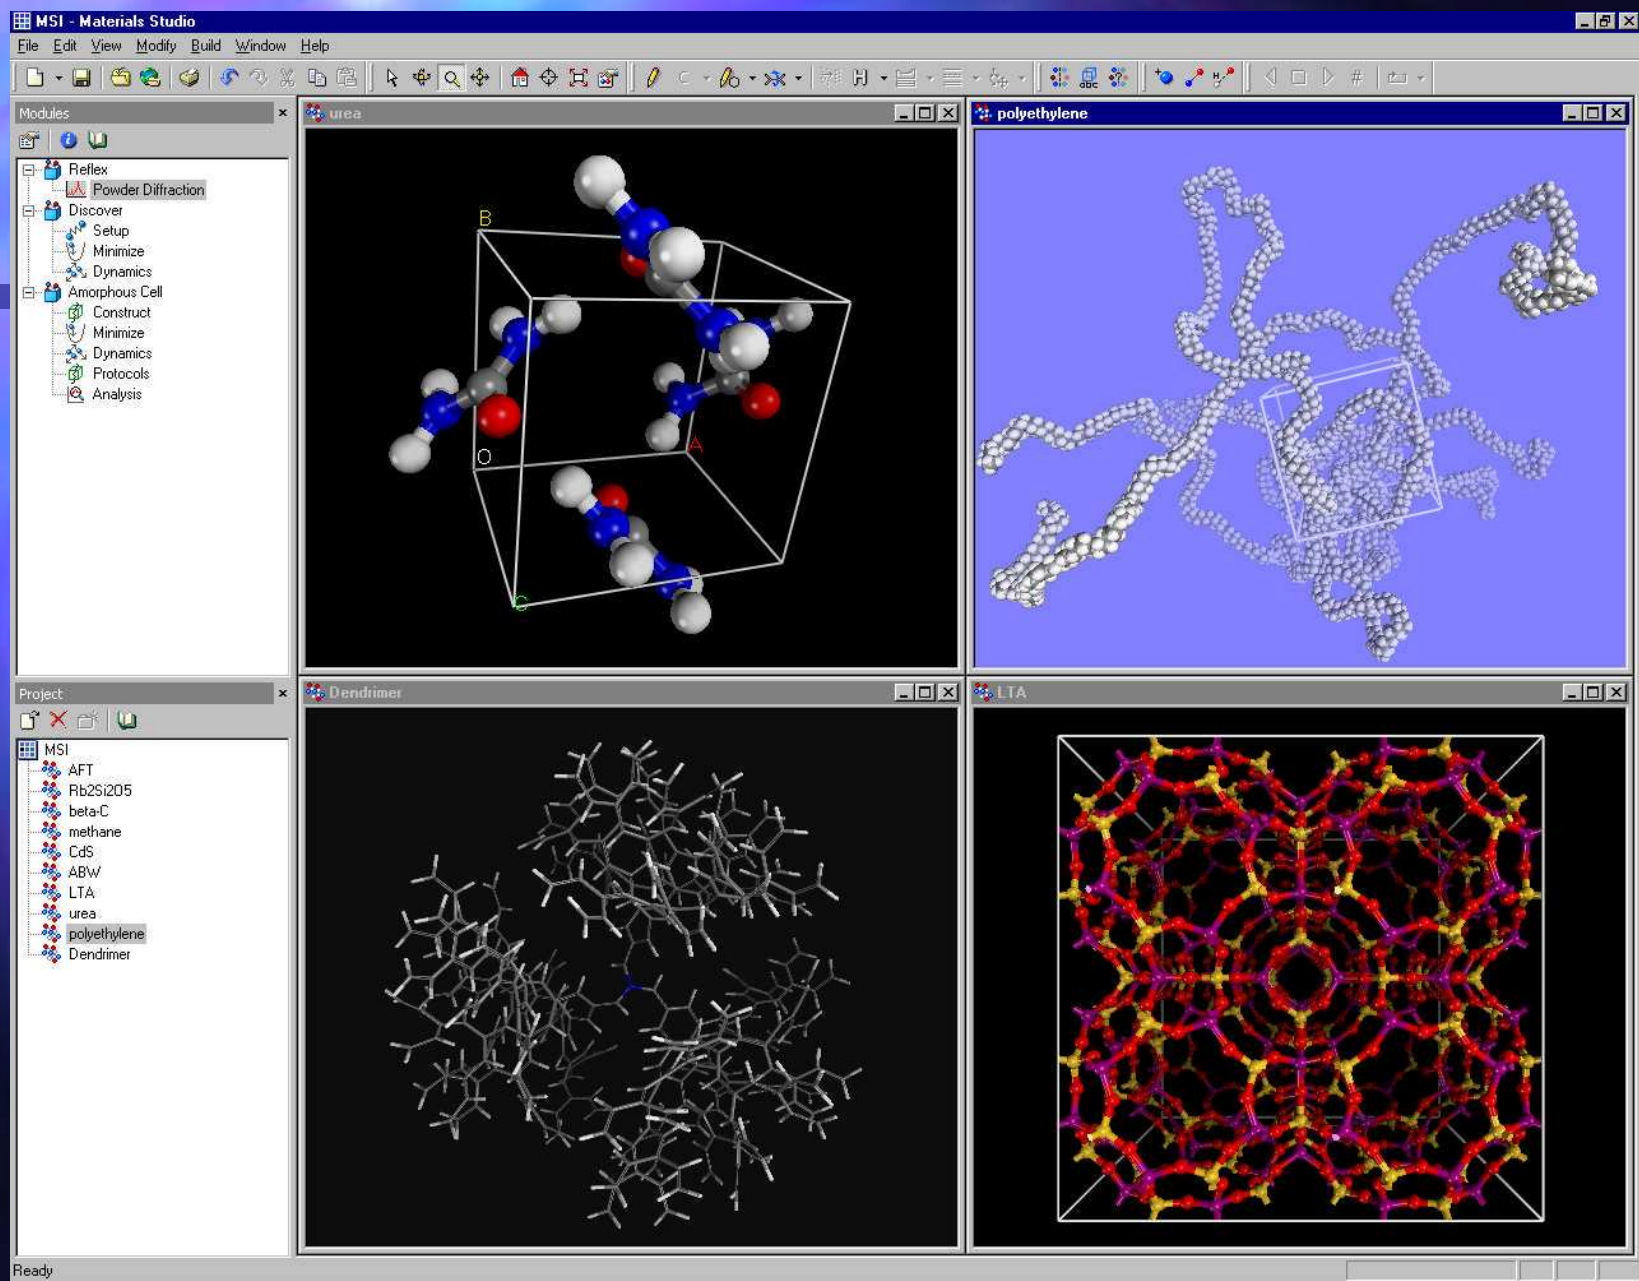 MSI - Materials Studio
File Edit View Modify Build Window Help
Modules
Reflex
Powder Diffraction
Discover
Setup
Minimize
Dynamics
Amorphous Cell
Construct
Minimize
Dynamics
Protocols
Analysis
urea
B
O
A
C
polyethylene
Project
MSI
AFT
Rb2Si2O5
beta-C
methane
CdS
ABW
LTA
urea
polyethylene
Dendrimer
Dendrimer
LTA
Ready